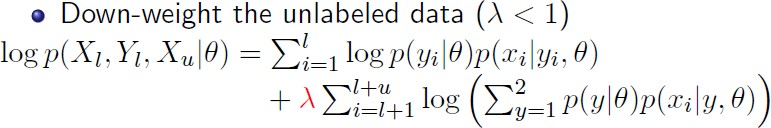 • Down-weight the unlabeled data (λ < 1)
log p(X_l, Y_l, X_u|θ) = ∑_{i=1}^{l} log p(y_i|θ)p(x_i|y_i, θ)
+ λ ∑_{i=l+1}^{l+u} log (∑_{y=1}^{2} p(y|θ)p(x_i|y, θ))